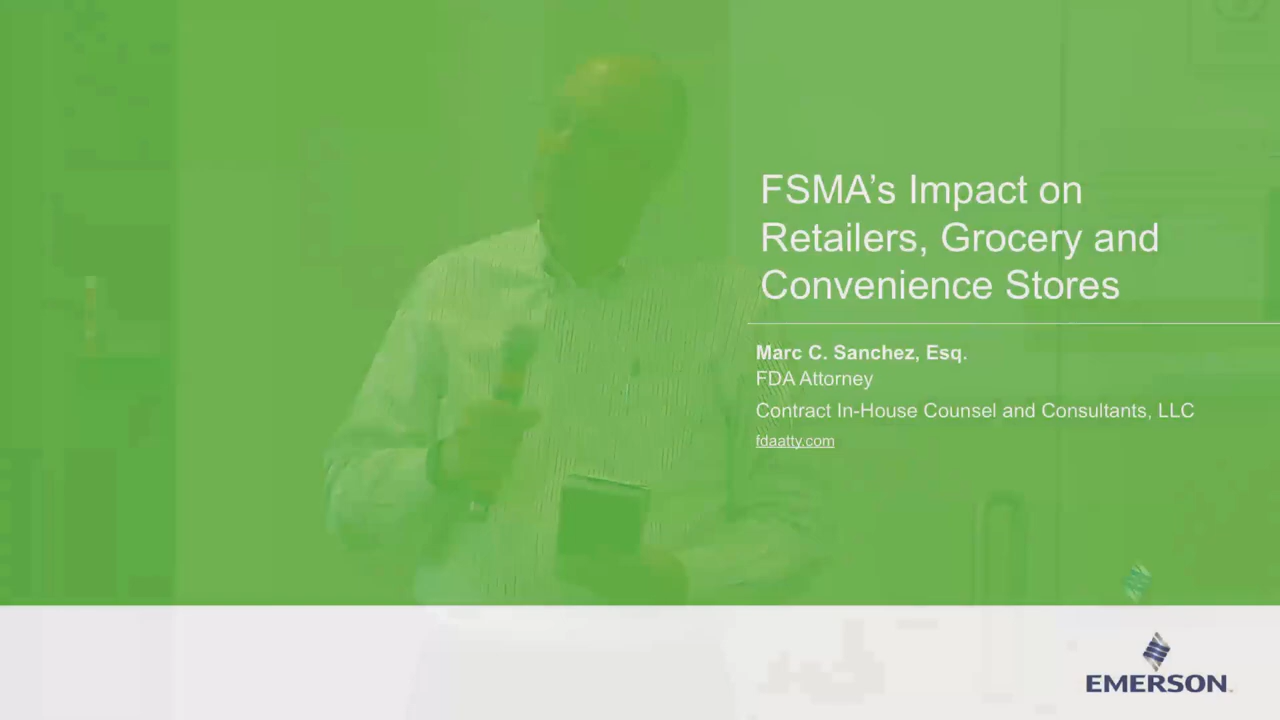 FSMA’s Impact on
Retailers, Grocery and
Convenience Stores
Marc C. Sanchez, Esq.
FDA Attorney
Contract In-House Counsel and Consultants, LLC
fdaatty.com
EMERSON